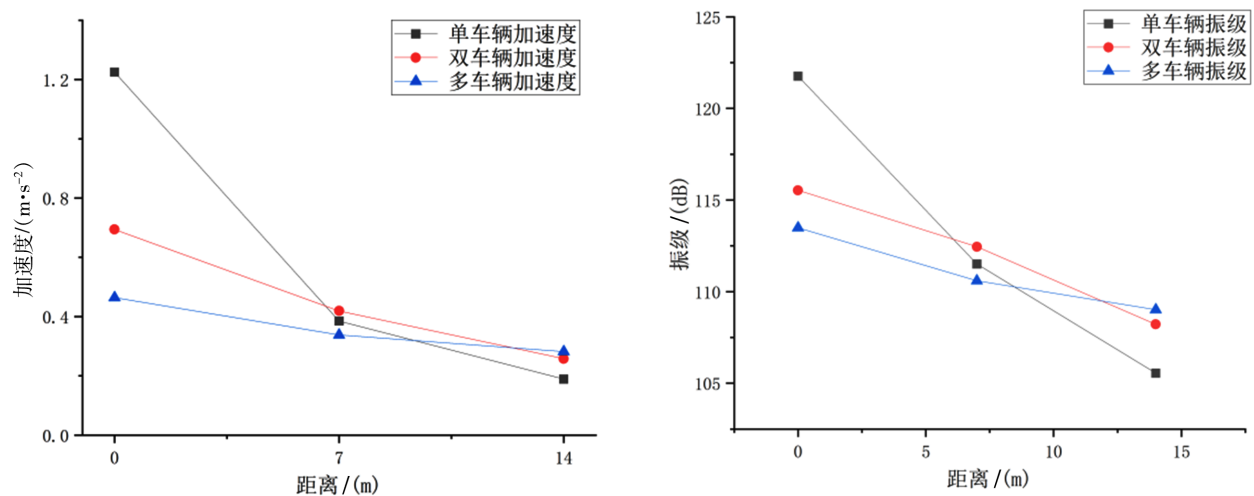 单车辆加速度
双车辆加速度
多车辆加速度
1.2
0.8
0.4
0.0
加速度/(m•s⁻²)
0
7
14
距离/(m)
单车辆振级
双车辆振级
多车辆振级
125
120
115
110
105
振级/(dB)
0
5
10
15
距离/(m)